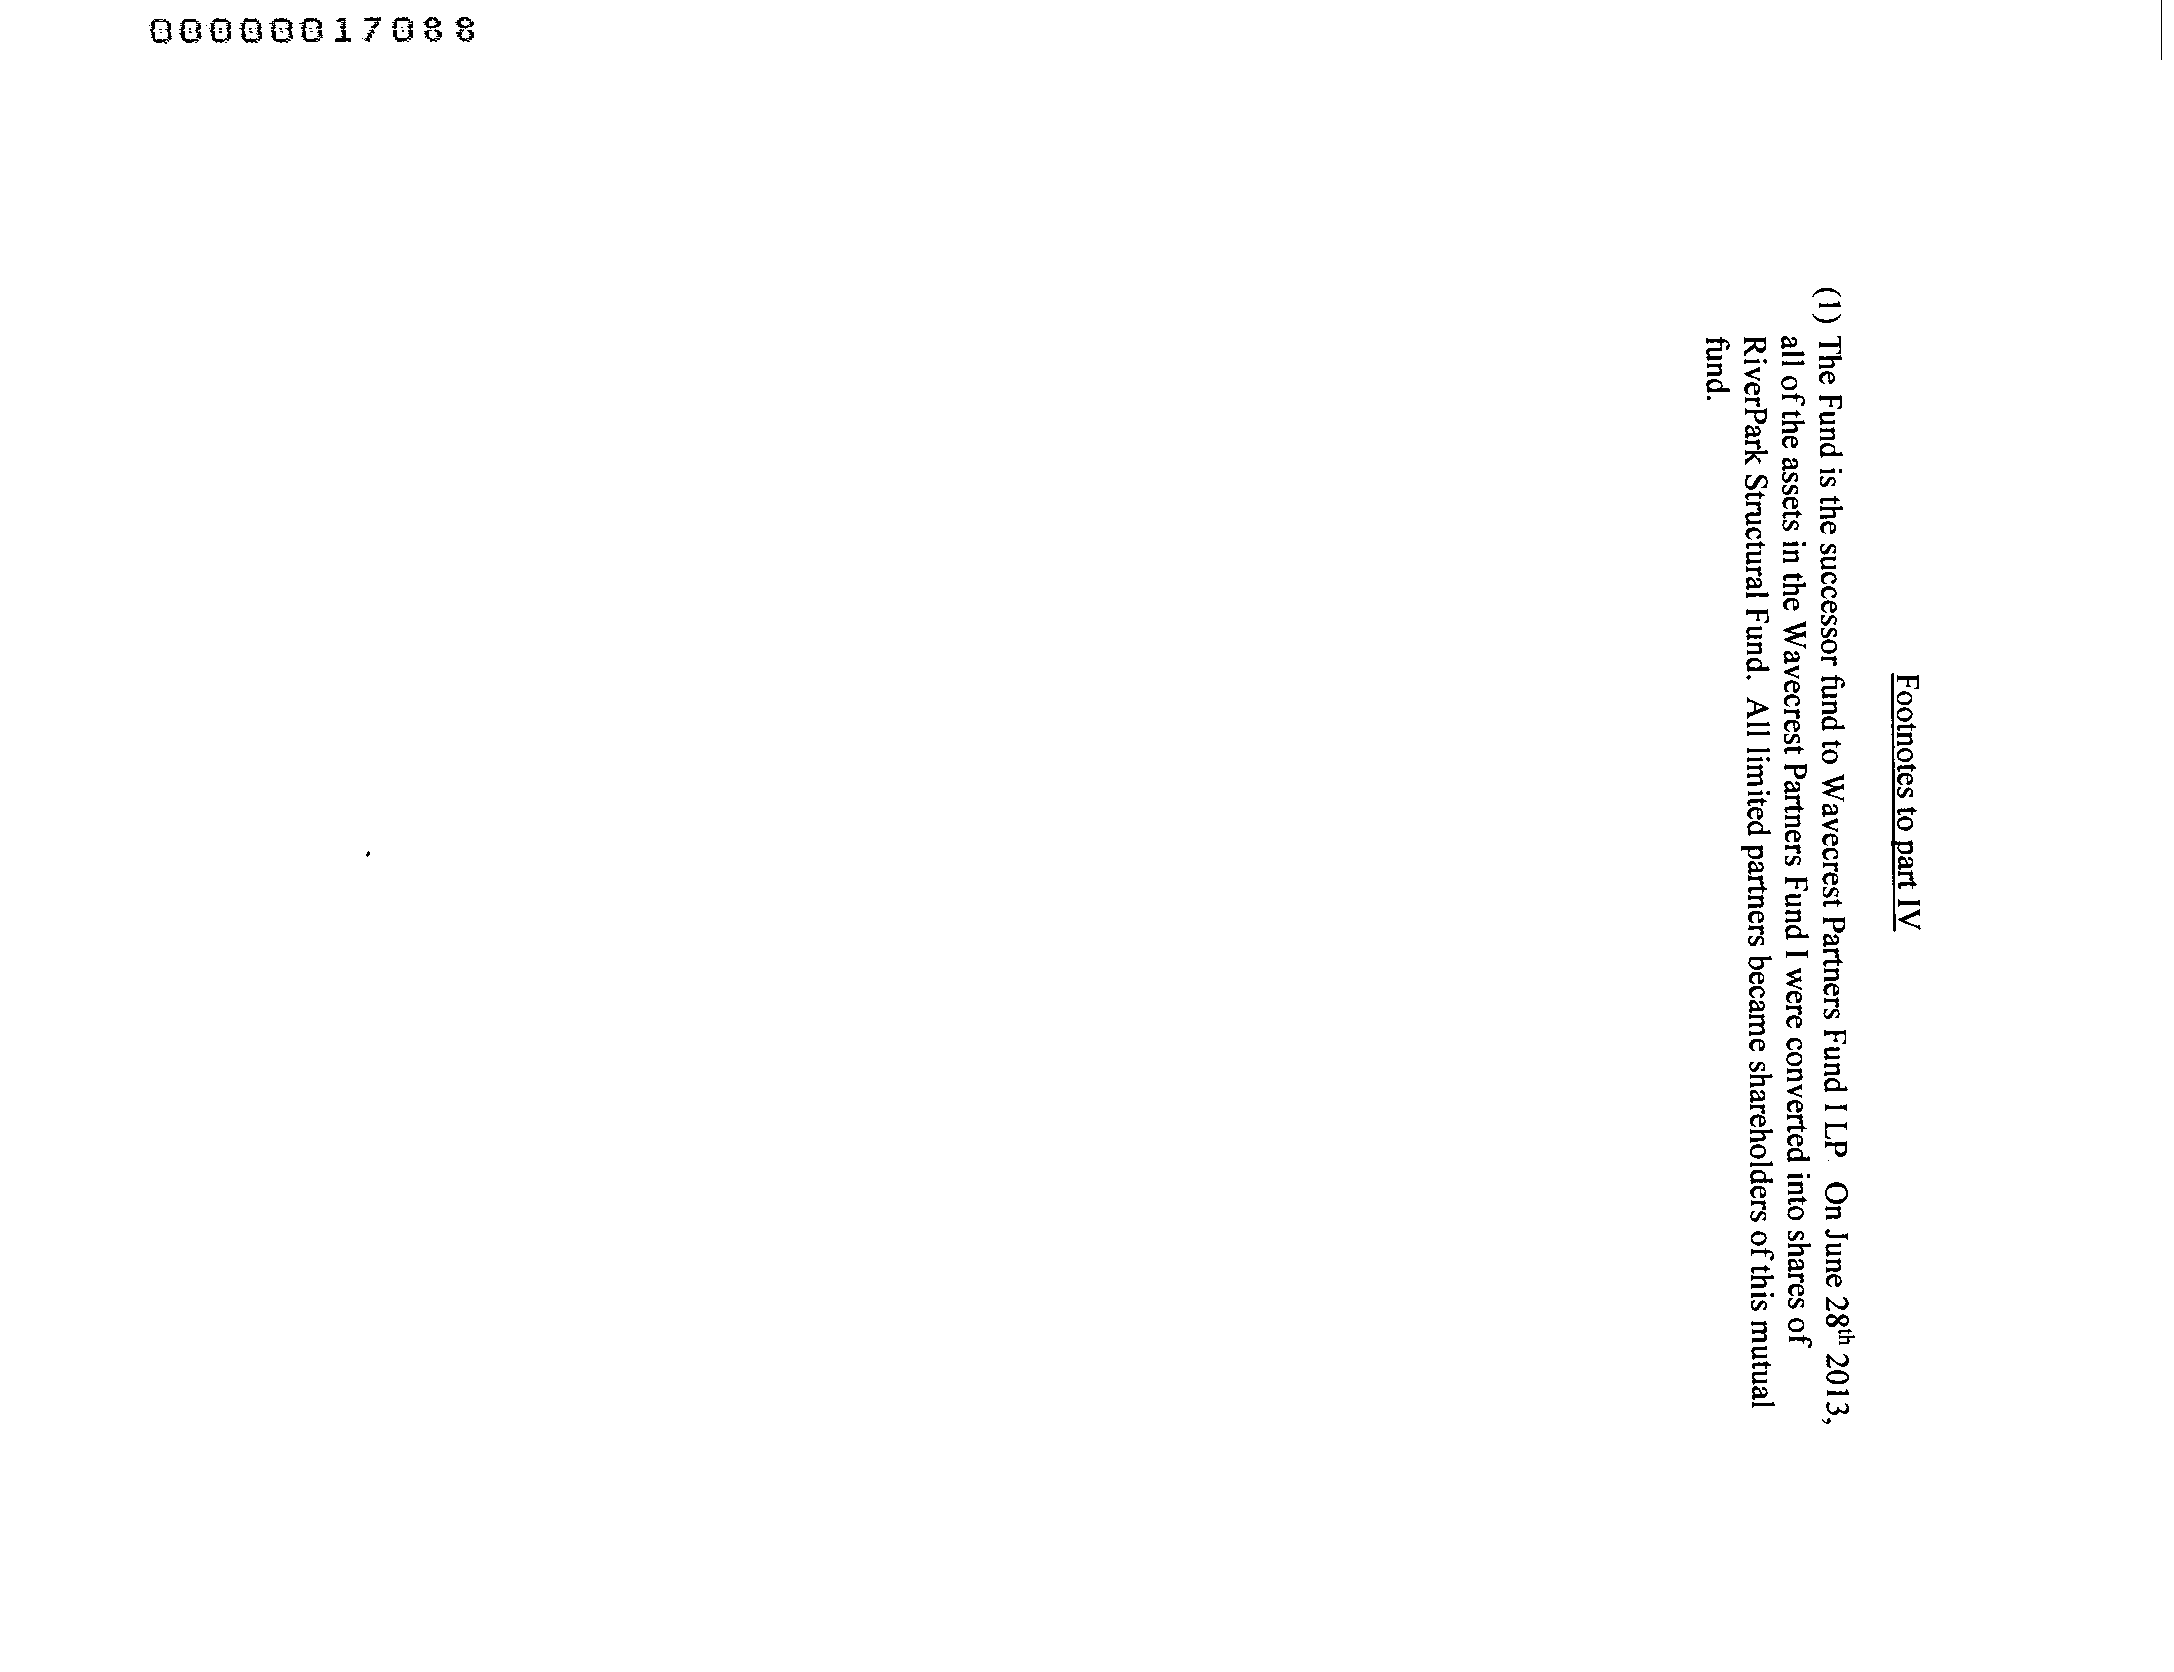 00000017088
Footnotes to part IV
(1) The Fund is the successor fund to Wavecrest Partners Fund I LP. On June 28th 2013,
all of the assets in the Wavecrest Partners Fund I were converted into shares of
RiverPark Structural Fund. All limited partners became shareholders of this mutual
fund.